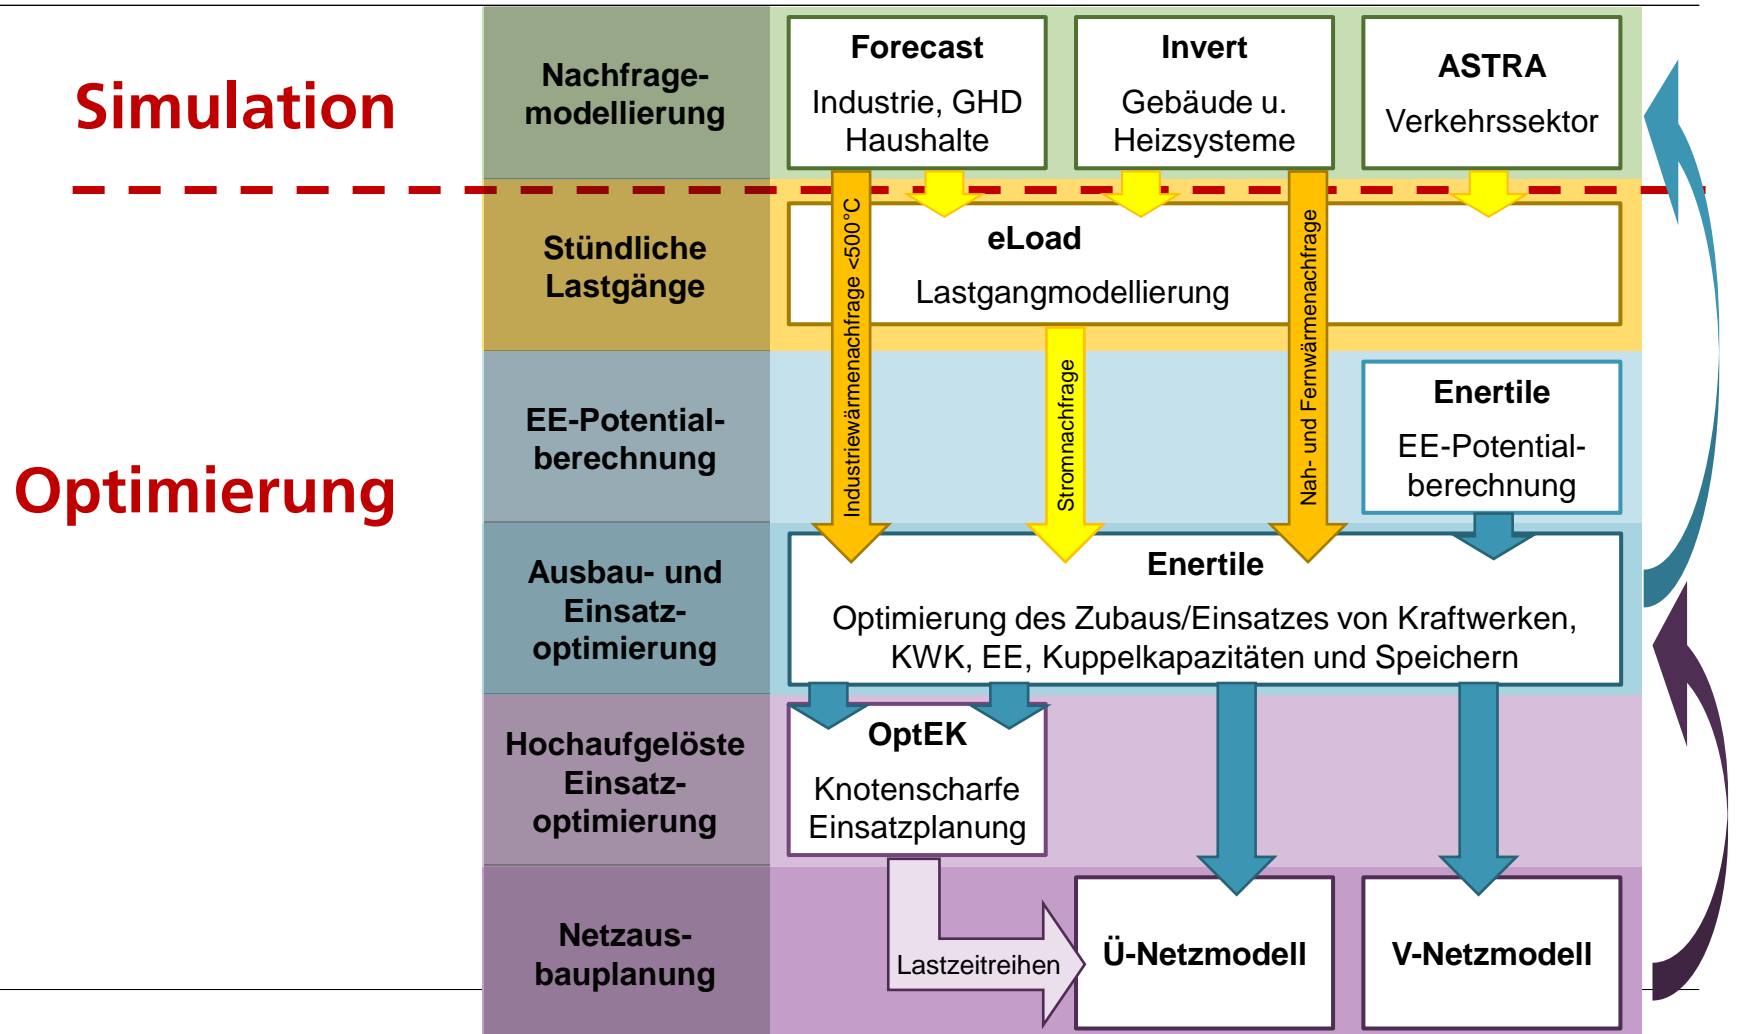 Simulation
Nachfrage-
modellierung
Forecast
Industrie, GHD
Haushalte
Invert
Gebäude u.
Heizsysteme
ASTRA
Verkehrssektor
Stündliche
Lastgänge
eLoad
Lastgangmodellierung
Industriewärmenachfrage <500°C
Stromnachfrage
Nah- und Fernwärmenachfrage
Optimierung
EE-Potential-
berechnung
Enertile
EE-Potential-
berechnung
Ausbau- und
Einsatz-
optimierung
Enertile
Optimierung des Zubaus/Einsatzes von Kraftwerken,
KWK, EE, Kuppelkapazitäten und Speichern
Hochaufgelöste
Einsatz-
optimierung
OptEK
Knotenscharfe
Einsatzplanung
Netzaus-
bauplanung
Lastzeitreihen
Ü-Netzmodell
V-Netzmodell